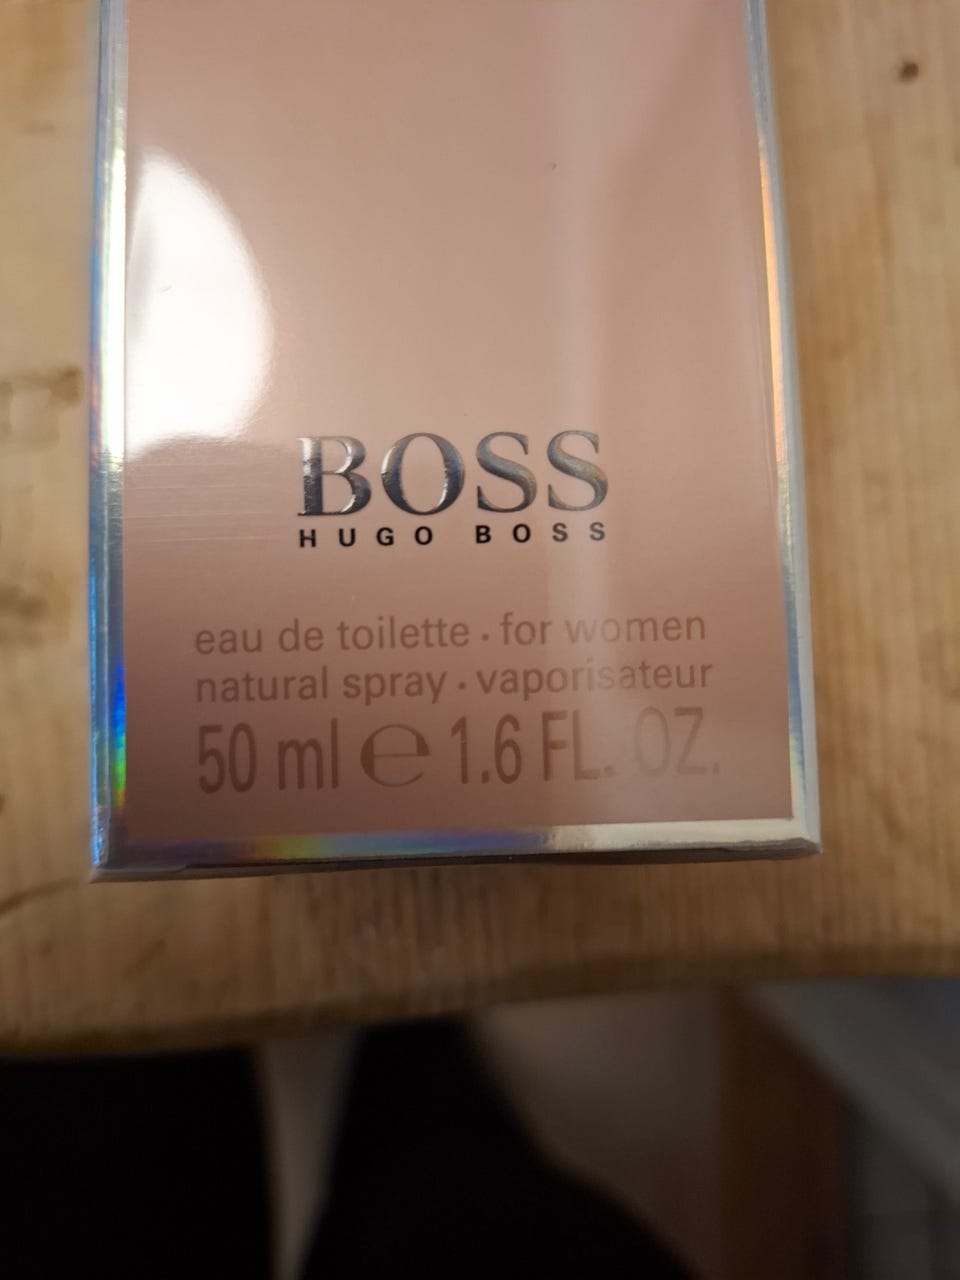 BOSS
HUGO BOSS
eau de toilette · for women
natural spray · vaporisateur
50 ml ℮ 1.6 FL. OZ.